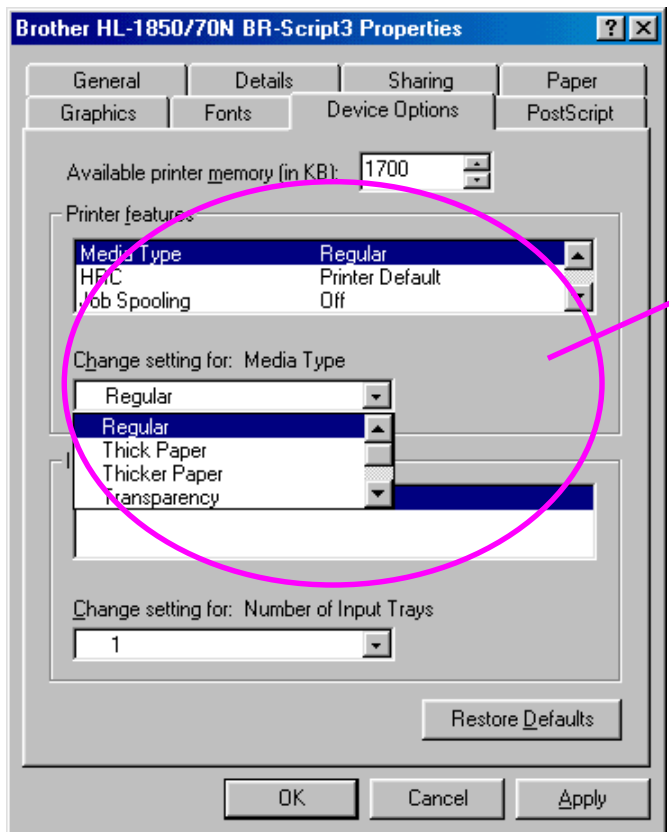 Brother HL-1850/70N BR-Script3 Properties
General Details Sharing Paper
Graphics Fonts Device Options PostScript
Available printer memory (in KB): 1700
Printer features
Media Type Regular
HRC Printer Default
Job Spooling Off
Change setting for: Media Type
Regular
Regular
Thick Paper
Thicker Paper
Transparency
Change setting for: Number of Input Trays
1
Restore Defaults
OK Cancel Apply